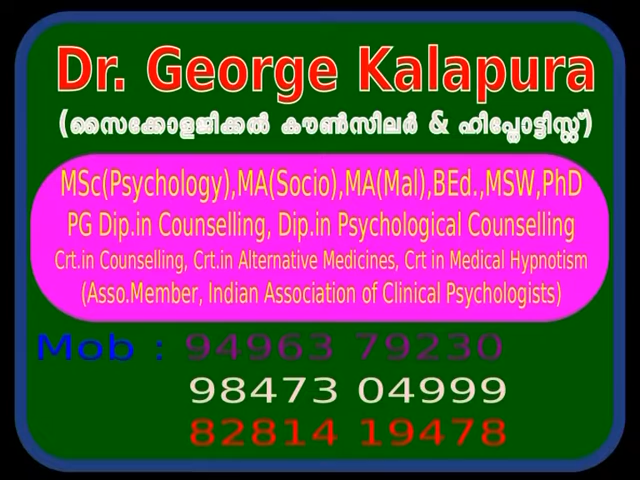 Dr. George Kalapura
(സൈക്കോളജിക്കൽ കൗൺസിലർ & ഹിപ്നോട്ടിസ്റ്റ്)
MSc(Psychology),MA(Socio),MA(Mal),BEd.,MSW,PhD
PG Dip.in Counselling, Dip.in Psychological Counselling
Crt.in Counselling, Crt.in Alternative Medicines, Crt in Medical Hypnotism
(Asso.Member, Indian Association of Clinical Psychologists)
Mob : 94963 79230
98473 04999
82814 19478